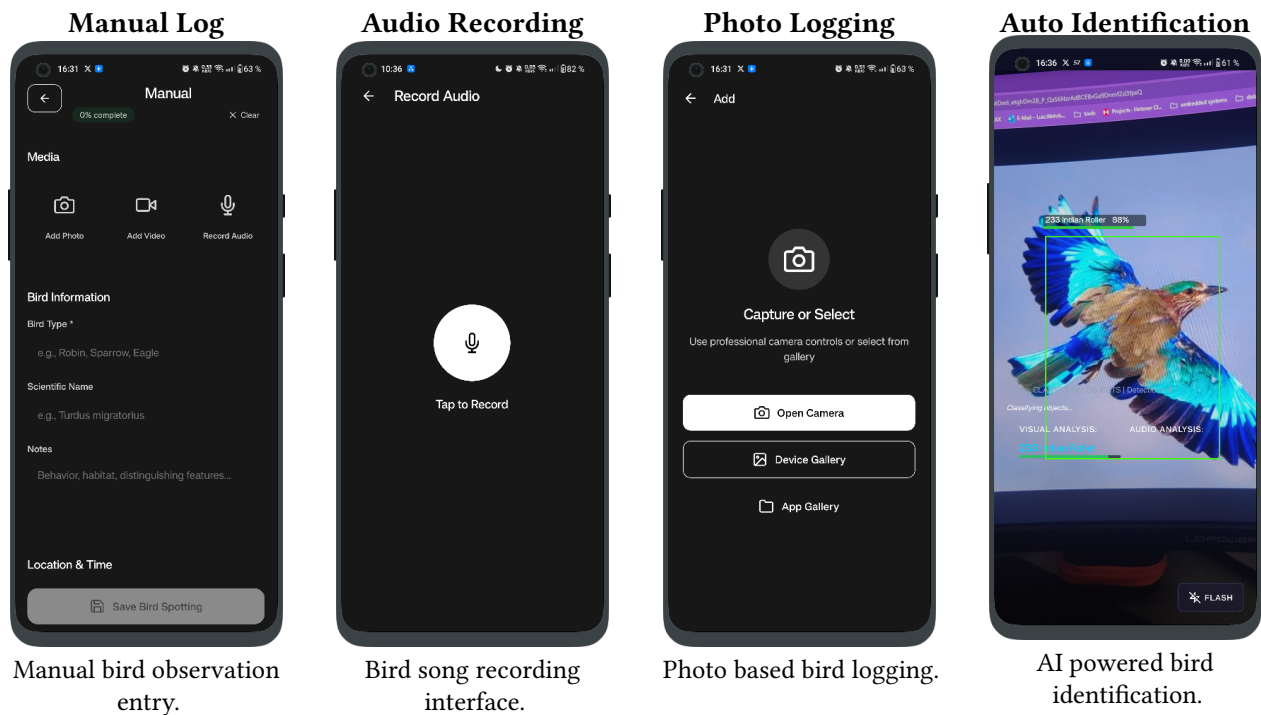 Manual Log
16:31
63 %
Manual
0% complete
Clear
Media
Add Photo
Add Video
Record Audio
Bird Information
Bird Type *
e.g., Robin, Sparrow, Eagle
Scientific Name
e.g., Turdus migratorius
Notes
Behavior, habitat, distinguishing features...
Location & Time
Save Bird Spotting
Manual bird observation
entry.
Audio Recording
10:36
82 %
Record Audio
Tap to Record
Bird song recording
interface.
Photo Logging
16:31
63 %
Add
Capture or Select
Use professional camera controls or select from
gallery
Open Camera
Device Gallery
App Gallery
Photo based bird logging.
Auto Identification
16:36
61 %
embedded systems
233 Indian Roller 88%
Classifying objects...
VISUAL ANALYSIS:
AUDIO ANALYSIS:
233 Indian Roller
FLASH
AI powered bird
identification.